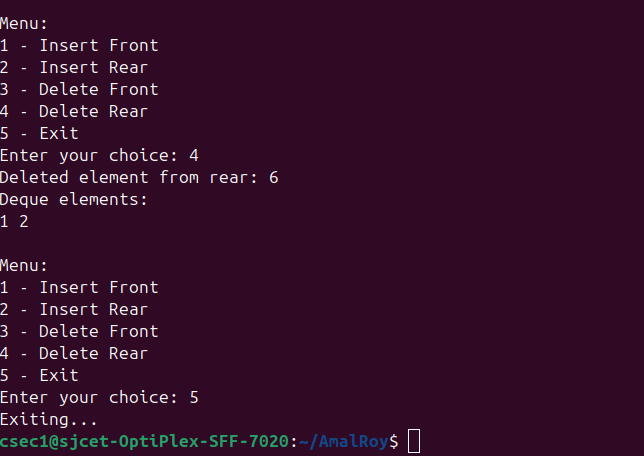 Menu:
1 - Insert Front
2 - Insert Rear
3 - Delete Front
4 - Delete Rear
5 - Exit
Enter your choice: 4
Deleted element from rear: 6
Deque elements:
1 2
Menu:
1 - Insert Front
2 - Insert Rear
3 - Delete Front
4 - Delete Rear
5 - Exit
Enter your choice: 5
Exiting...
csec1@sjcet-OptiPlex-SFF-7020:~/AmalRoy$